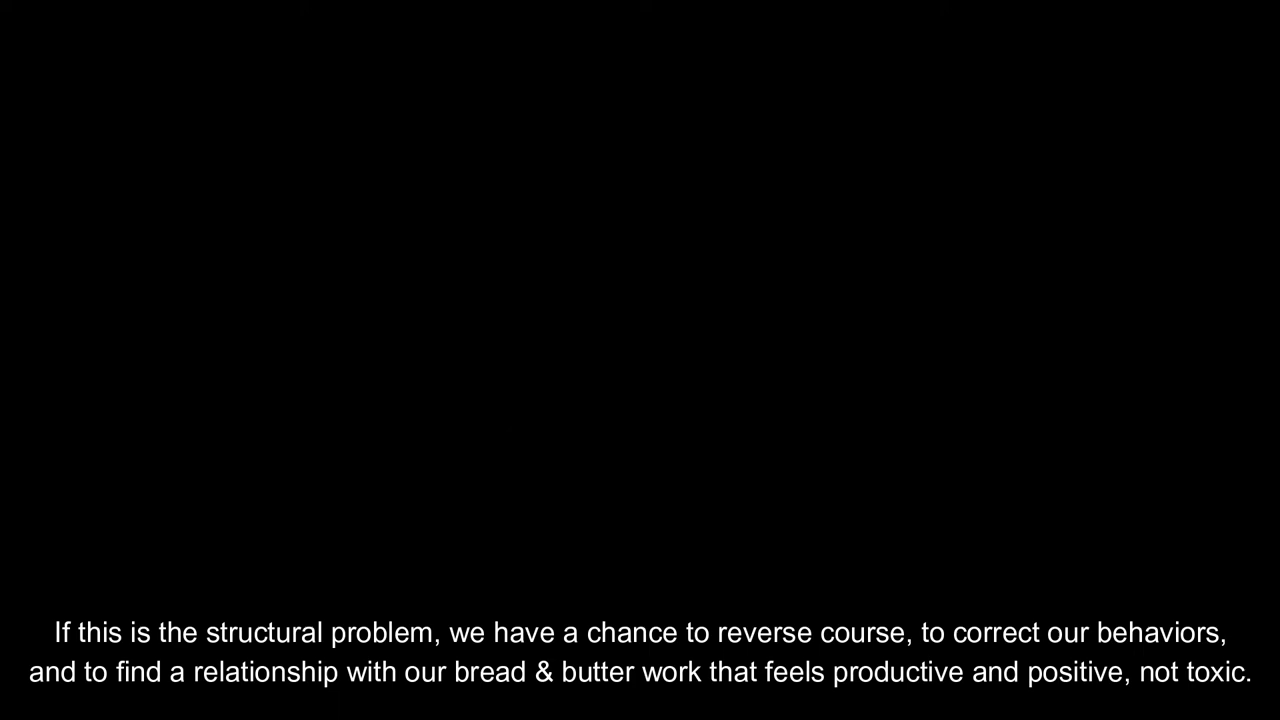 If this is the structural problem, we have a chance to reverse course, to correct our behaviors,
and to find a relationship with our bread & butter work that feels productive and positive, not toxic.